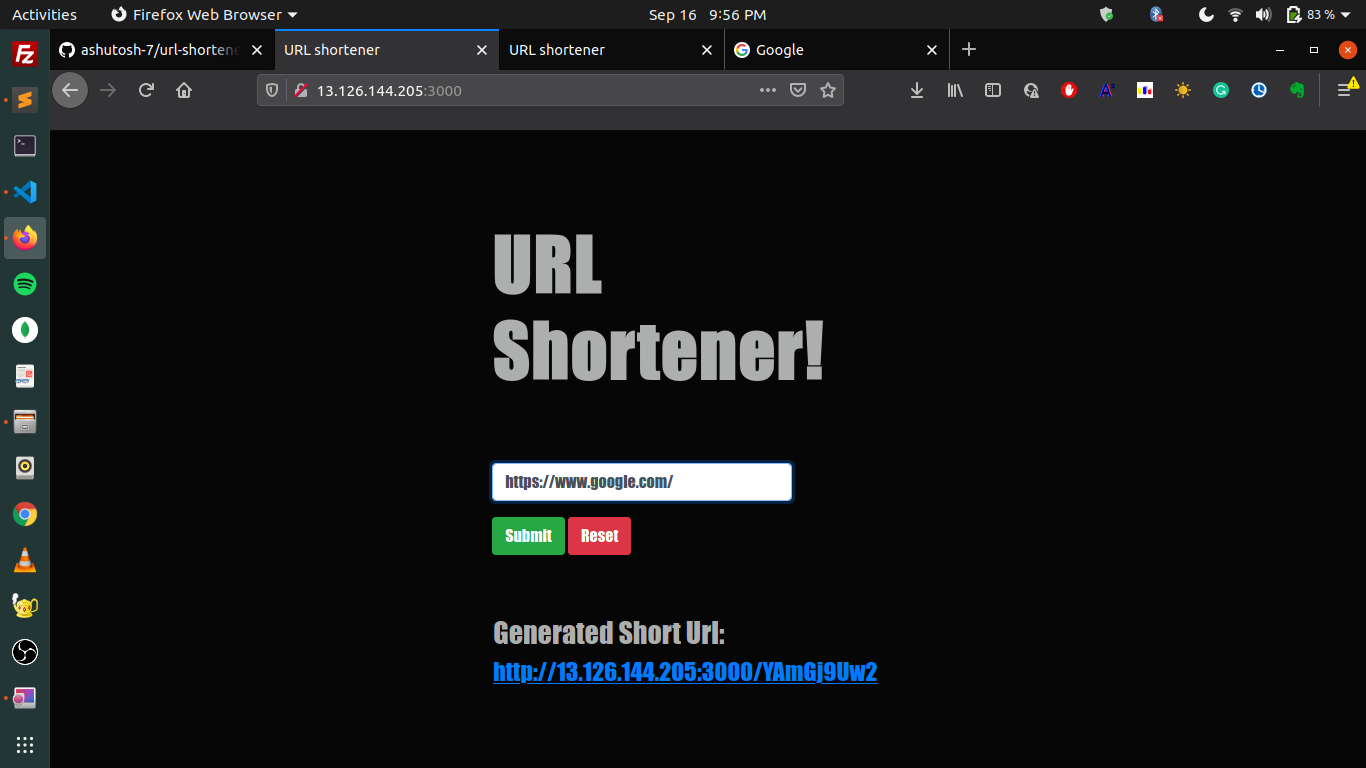 Activities
Firefox Web Browser
Sep 16 9:56 PM
83 %
ashutosh-7/url-shortene
URL shortener
URL shortener
Google
13.126.144.205:3000
URL
Shortener!
https://www.google.com/
Submit
Reset
Generated Short Url:
http://13.126.144.205:3000/YAmGj9Uw2